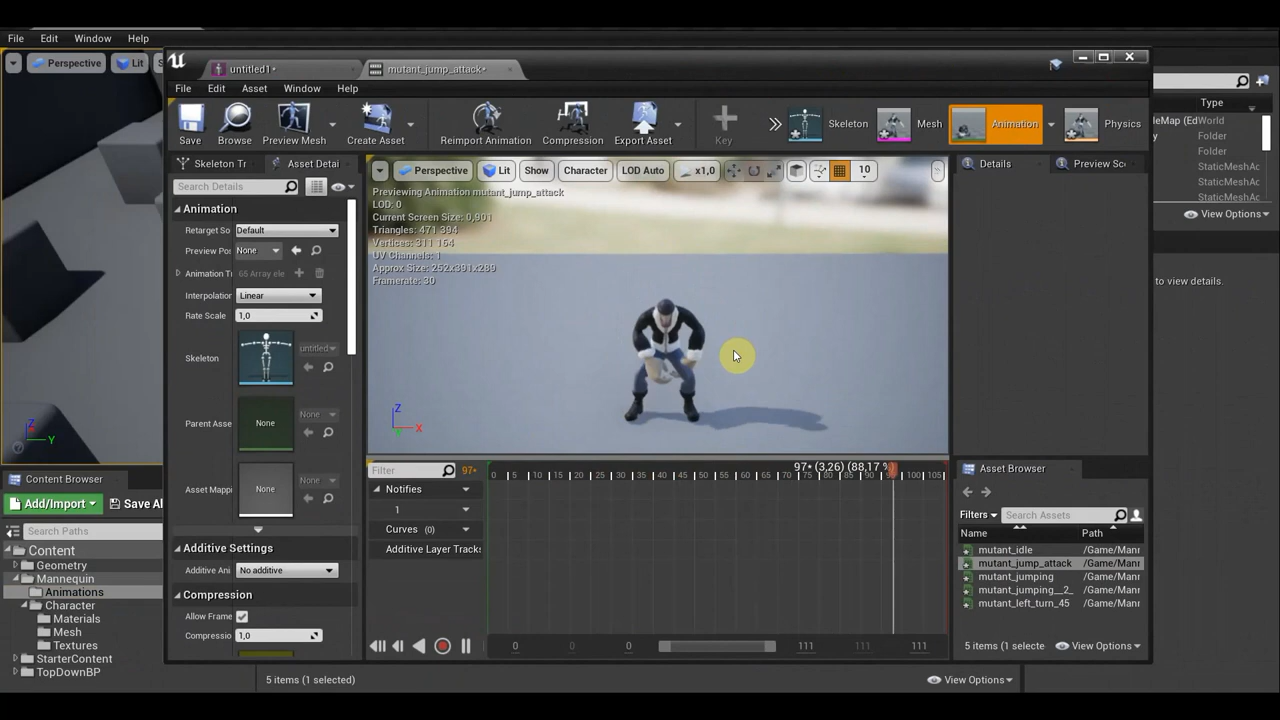 File Edit Window Help
Perspective Lit
untitled1•
mutant_jump_attack•
File Edit Asset Window Help
Save
Browse
Preview Mesh
Create Asset
Reimport Animation
Compression
Export Asset
Key
Skeleton
Mesh
Animation
Physics
Type
World
Folder
Folder
StaticMeshAc
StaticMeshAc
StaticMeshAc
View Options
to view details.
Skeleton Tr
Asset Detai
Search Details
Animation
Retarget So Default
Preview Pos None
Animation Tr 65 Array ele
Interpolation Linear
Rate Scale 1,0
Skeleton untitled
Parent Asse None None
Asset Mappi None None
Additive Settings
Additive Ani No additive
Compression
Allow Frame
Compressio 1,0
Perspective Lit Show Character LOD Auto x1,0 10
Previewing Animation mutant_jump_attack
LOD: 0
Current Screen Size: 0,901
Triangles: 471 394
Vertices: 311 164
UV Channels: 1
Approx Size: 252x391x289
Framerate: 30
Z
X
Y
Filter 97•
97• (3,26) (88,17 %
0 5 10 15 20 25 30 35 40 45 50 55 60 65 70 75 80 85 90 95 100 105
Notifies
1
Curves (0)
Additive Layer Tracks
0 0 0 111 111 111
Details
Preview Sc
Asset Browser
Filters Search Assets
Name Path
mutant_idle /Game/Mann
mutant_jump_attack /Game/Mann
mutant_jumping /Game/Mann
mutant_jumping__2_ /Game/Mann
mutant_left_turn_45 /Game/Mann
5 items (1 selecte View Options
Z
Y
Content Browser
Add/Import Save Al
Search Paths
Content
Geometry
Mannequin
Animations
Character
Materials
Mesh
Textures
StarterContent
TopDownBP
5 items (1 selected)
View Options